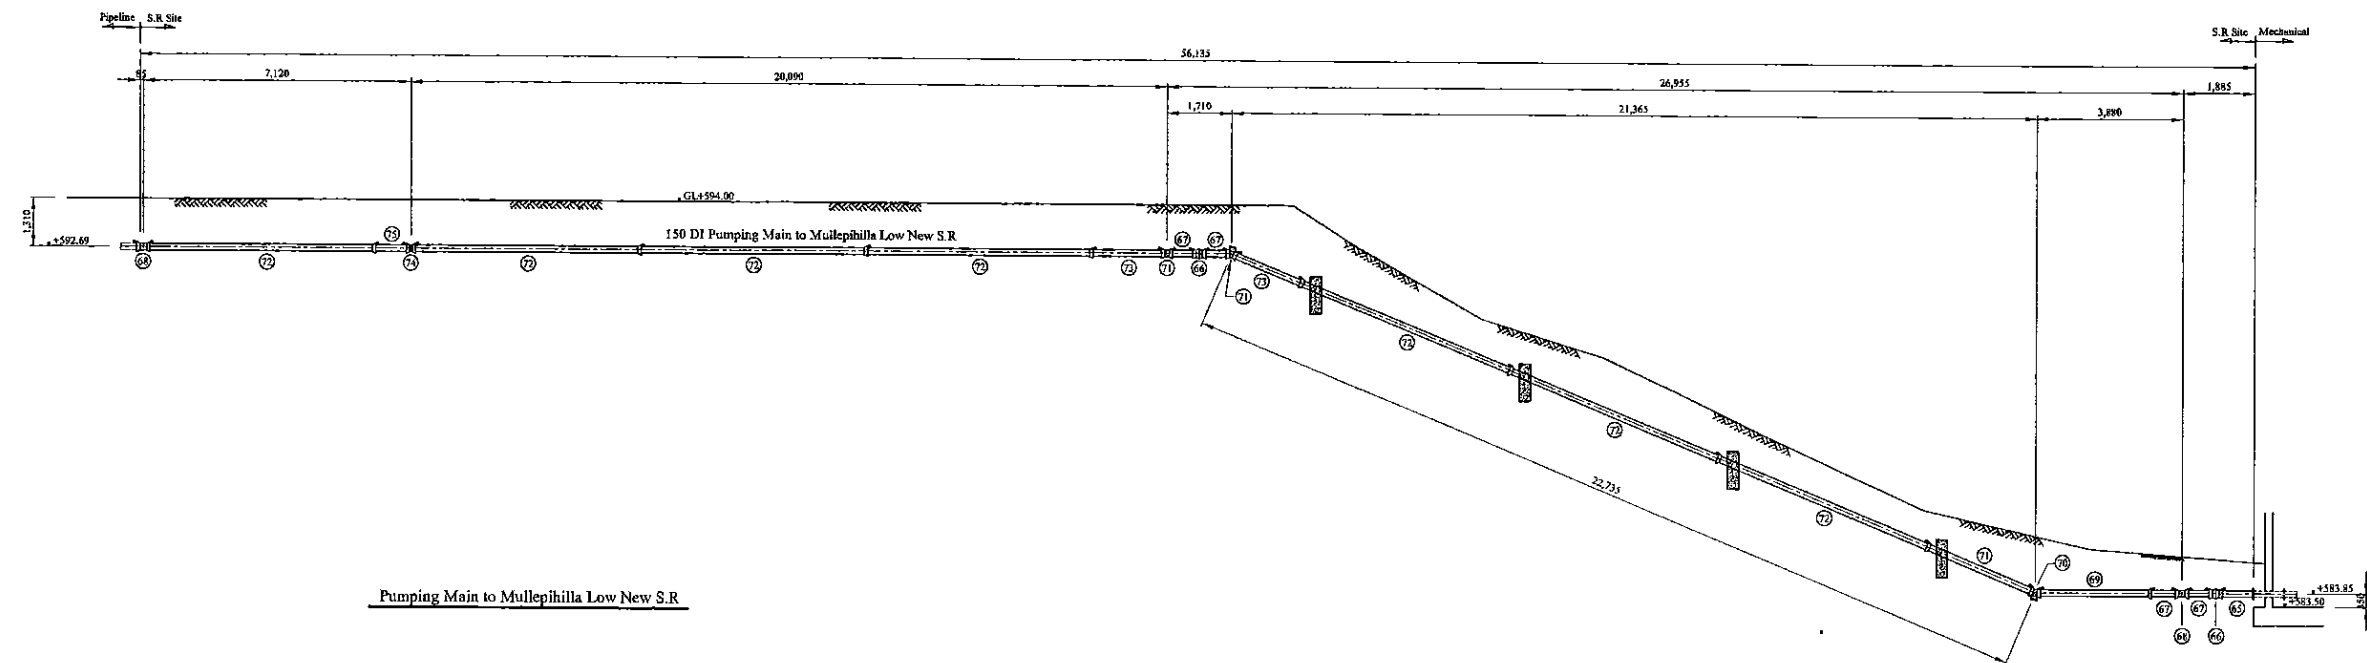 Pipeline S.R Site
S.R Site Mechanical
56,135
85 7,120 20,090 26,955 1,885
1,710 21,365 3,880
1,310
GL+594.00
+592.69
150 DI Pumping Main to Mullepihilla Low New S.R
75 67 67
68 72 74 72 72 72 73 71 66
73
71
72
72
22,735
72
71
70
69
+583.85
+583.50
350
67 67 65
68 66
Pumping Main to Mullepihilla Low New S.R